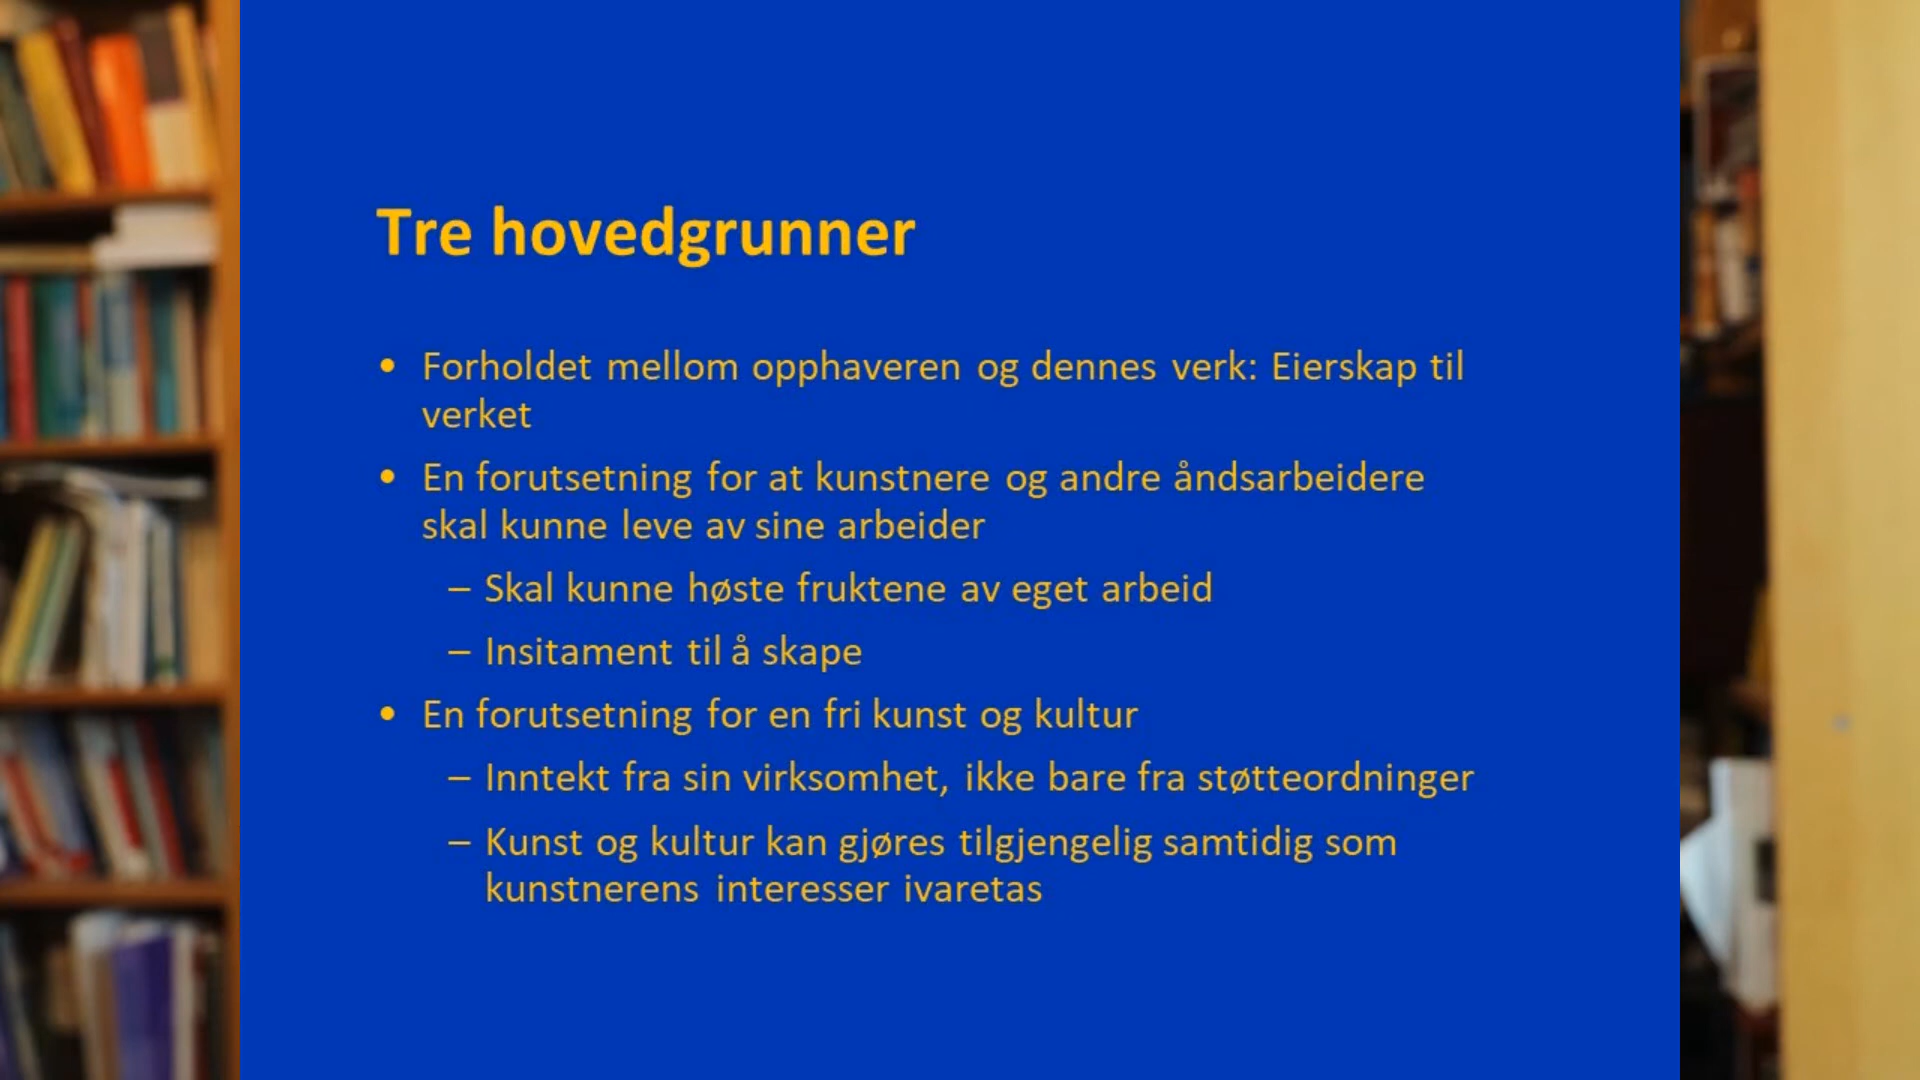 Tre hovedgrunner
• Forholdet mellom opphaveren og dennes verk: Eierskap til
verket
• En forutsetning for at kunstnere og andre åndsarbeidere
skal kunne leve av sine arbeider
– Skal kunne høste fruktene av eget arbeid
– Insitament til å skape
• En forutsetning for en fri kunst og kultur
– Inntekt fra sin virksomhet, ikke bare fra støtteordninger
– Kunst og kultur kan gjøres tilgjengelig samtidig som
kunstnerens interesser ivaretas